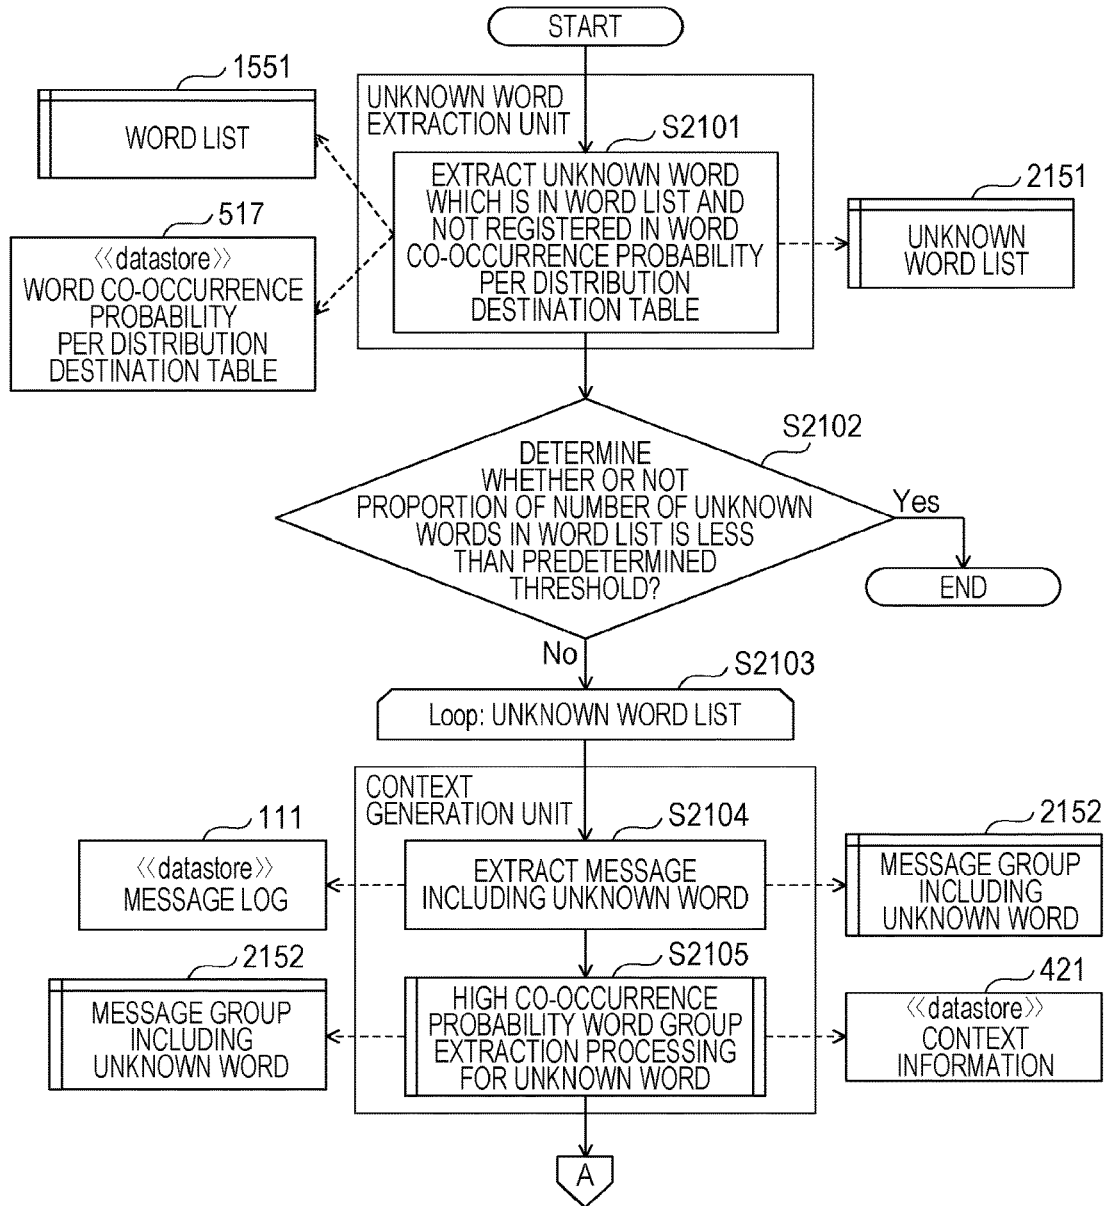 START
1551
WORD LIST
UNKNOWN WORD
EXTRACTION UNIT
S2101
EXTRACT UNKNOWN WORD
WHICH IS IN WORD LIST AND
NOT REGISTERED IN WORD
CO-OCCURRENCE PROBABILITY
PER DISTRIBUTION
DESTINATION TABLE
2151
UNKNOWN
WORD LIST
517
《datastore》
WORD CO-OCCURRENCE
PROBABILITY
PER DISTRIBUTION
DESTINATION TABLE
S2102
DETERMINE
WHETHER OR NOT
PROPORTION OF NUMBER OF UNKNOWN
WORDS IN WORD LIST IS LESS
THAN PREDETERMINED
THRESHOLD?
Yes
END
No
S2103
Loop: UNKNOWN WORD LIST
CONTEXT
GENERATION UNIT
111
《datastore》
MESSAGE LOG
S2104
EXTRACT MESSAGE
INCLUDING UNKNOWN WORD
2152
MESSAGE GROUP
INCLUDING
UNKNOWN WORD
2152
MESSAGE GROUP
INCLUDING
UNKNOWN WORD
S2105
HIGH CO-OCCURRENCE
PROBABILITY WORD GROUP
EXTRACTION PROCESSING
FOR UNKNOWN WORD
421
《datastore》
CONTEXT
INFORMATION
A